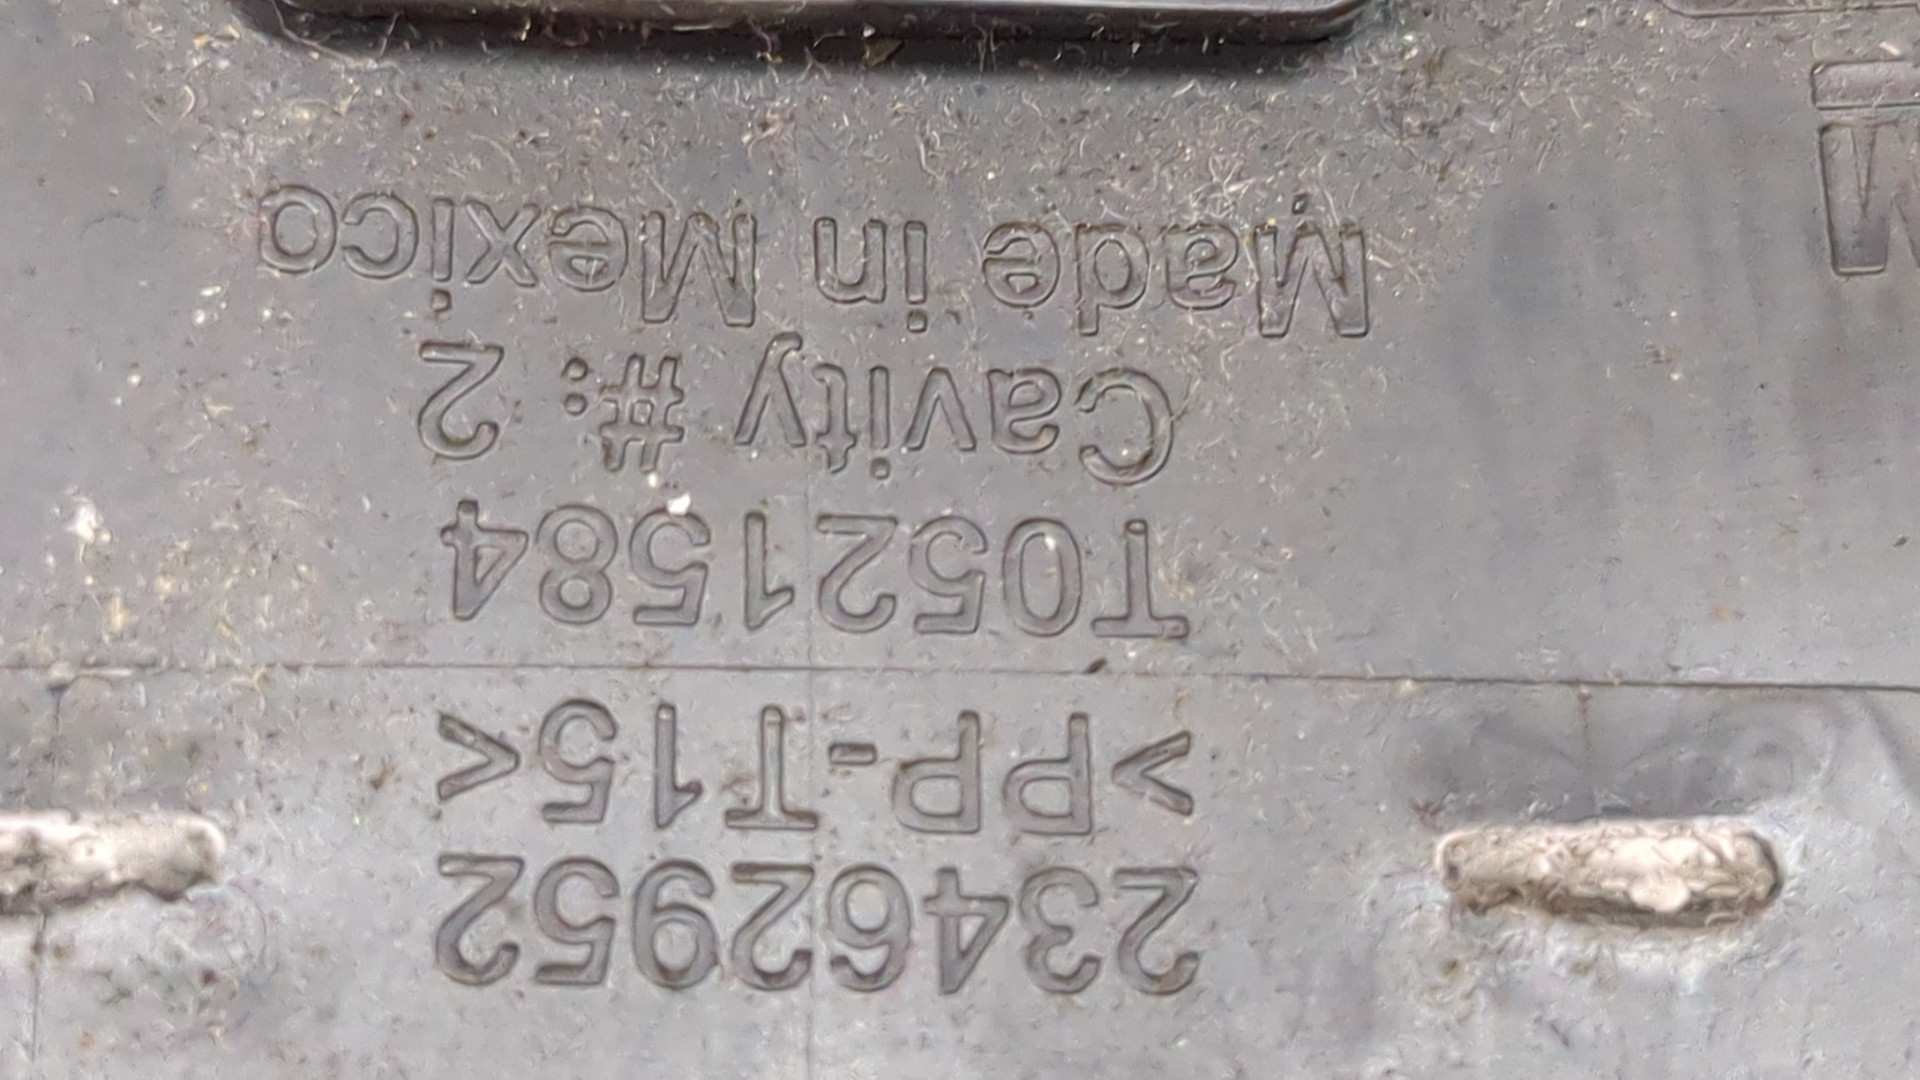 23462952
>PP-T15<
T0521584
Cavity #: 2
Made in Mexico